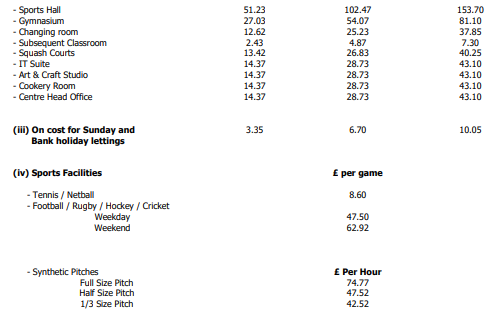 - Sports Hall 51.23 102.47 153.70
- Gymnasium 27.03 54.07 81.10
- Changing room 12.62 25.23 37.85
- Subsequent Classroom 2.43 4.87 7.30
- Squash Courts 13.42 26.83 40.25
- IT Suite 14.37 28.73 43.10
- Art & Craft Studio 14.37 28.73 43.10
- Cookery Room 14.37 28.73 43.10
- Centre Head Office 14.37 28.73 43.10
(iii) On cost for Sunday and 3.35 6.70 10.05
Bank holiday lettings
(iv) Sports Facilities £ per game
- Tennis / Netball 8.60
- Football / Rugby / Hockey / Cricket
Weekday 47.50
Weekend 62.92
- Synthetic Pitches £ Per Hour
Full Size Pitch 74.77
Half Size Pitch 47.52
1/3 Size Pitch 42.52